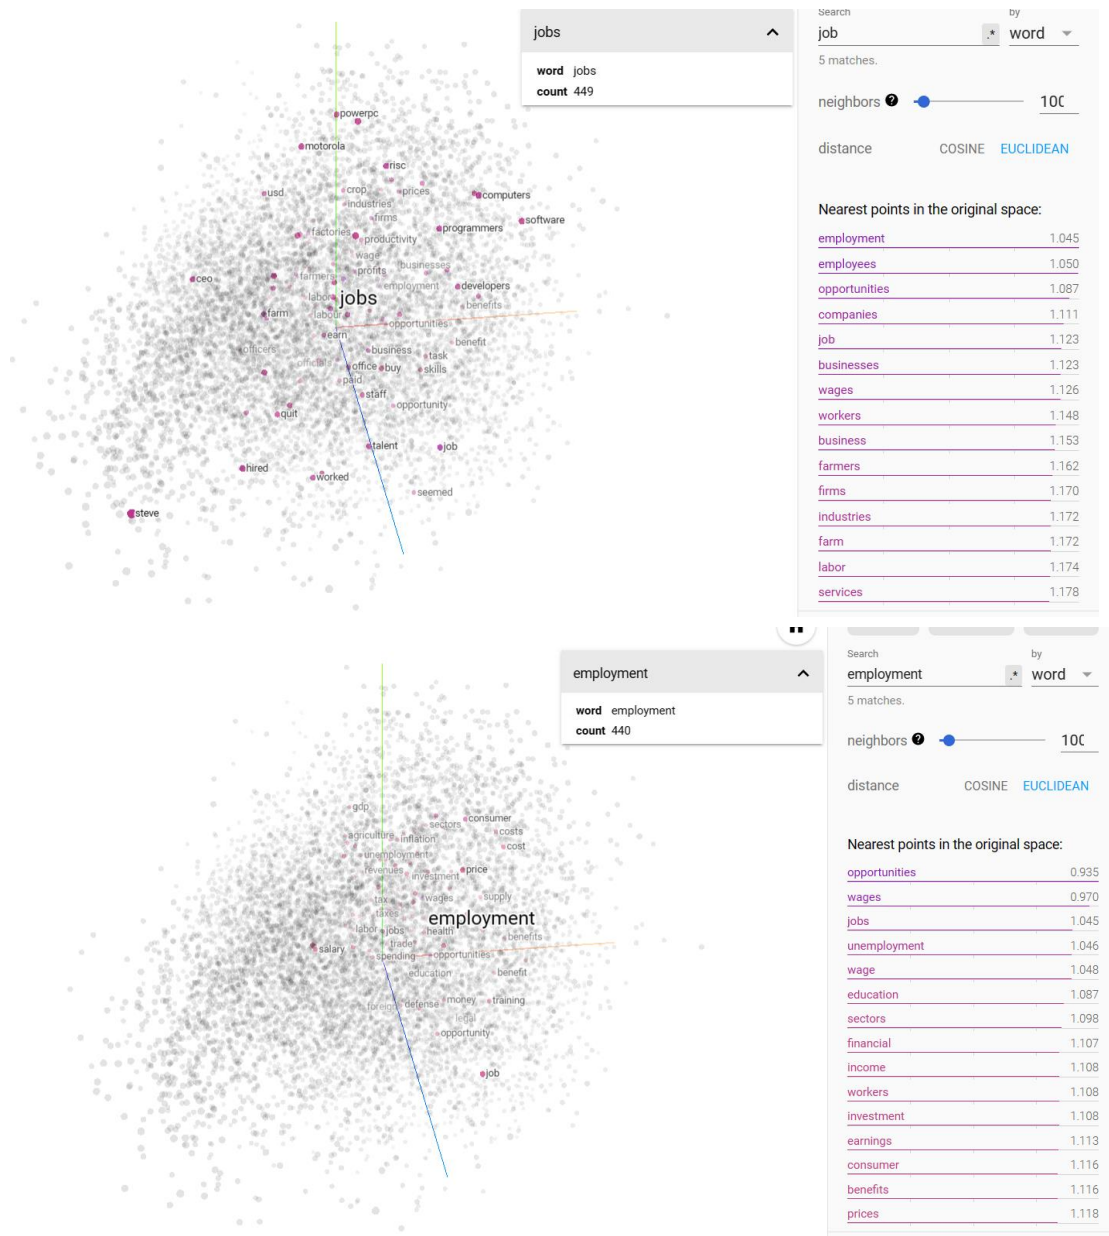 jobs
word jobs
count 449
Search
by
job
.*
word
5 matches.
neighbors
distance
COSINE
EUCLIDEAN
Nearest points in the original space:
employment 1.045
employees 1.050
opportunities 1.087
companies 1.111
job 1.123
businesses 1.123
wages 1.126
workers 1.148
business 1.153
farmers 1.162
firms 1.170
industries 1.172
farm 1.172
labor 1.174
services 1.178
powerpc
motorola
risc
usd
crop
prices
computers
industries
firms
software
factories
productivity
programmers
wage
profits
businesses
ceo
farmers
employment
developers
labor
jobs
benefits
farm
labour
opportunities
earn
officers
business
benefit
officials
task
office
buy
skills
paid
staff
opportunity
quit
talent
job
hired
worked
seemed
steve
employment
word employment
count 440
Search
by
employment
.*
word
5 matches.
neighbors
distance
COSINE
EUCLIDEAN
Nearest points in the original space:
opportunities 0.935
wages 0.970
jobs 1.045
unemployment 1.046
wage 1.048
education 1.087
sectors 1.098
financial 1.107
income 1.108
workers 1.108
investment 1.108
earnings 1.113
consumer 1.116
benefits 1.116
prices 1.118
gdp
sectors
consumer
agriculture
inflation
costs
cost
unemployment
revenues
investment
price
tax
wages
supply
taxes
employment
labor
jobs
health
benefits
salary
trade
spending
opportunities
education
benefit
foreign
defense
money
training
legal
opportunity
job